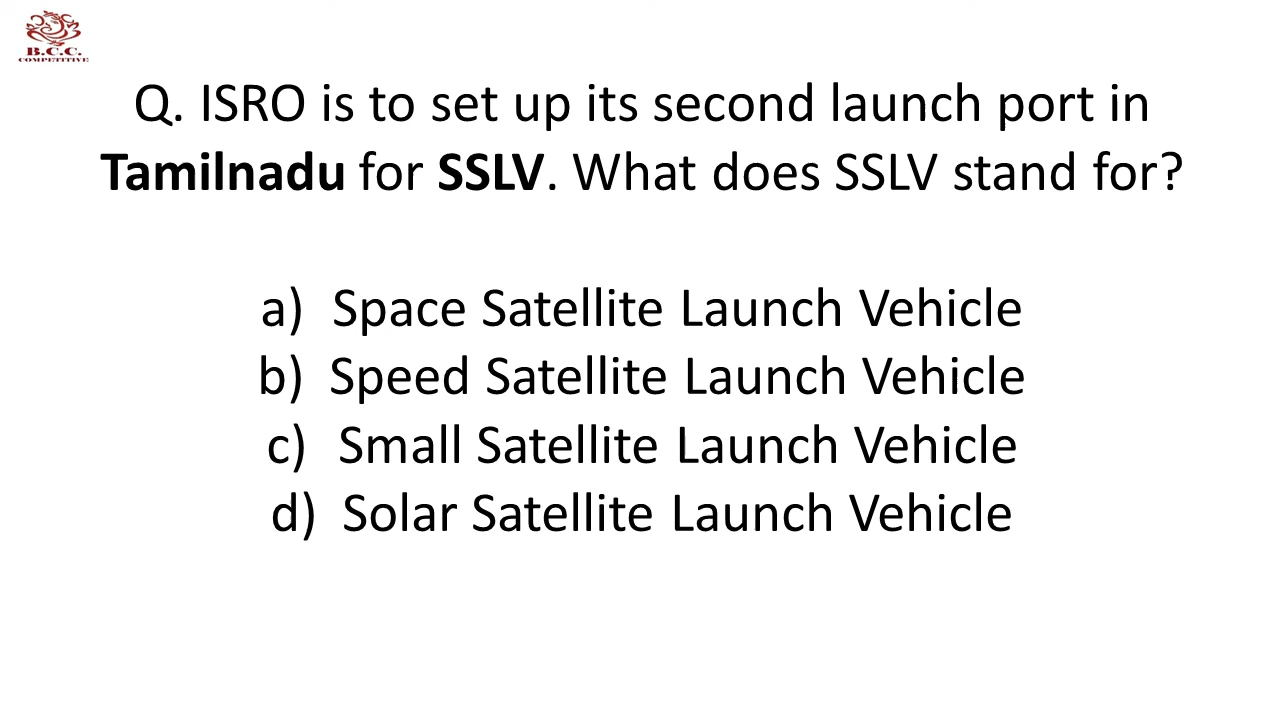 B.C.C.
COMPETITIVE
Q. ISRO is to set up its second launch port in
Tamilnadu for SSLV. What does SSLV stand for?
a) Space Satellite Launch Vehicle
b) Speed Satellite Launch Vehicle
c) Small Satellite Launch Vehicle
d) Solar Satellite Launch Vehicle